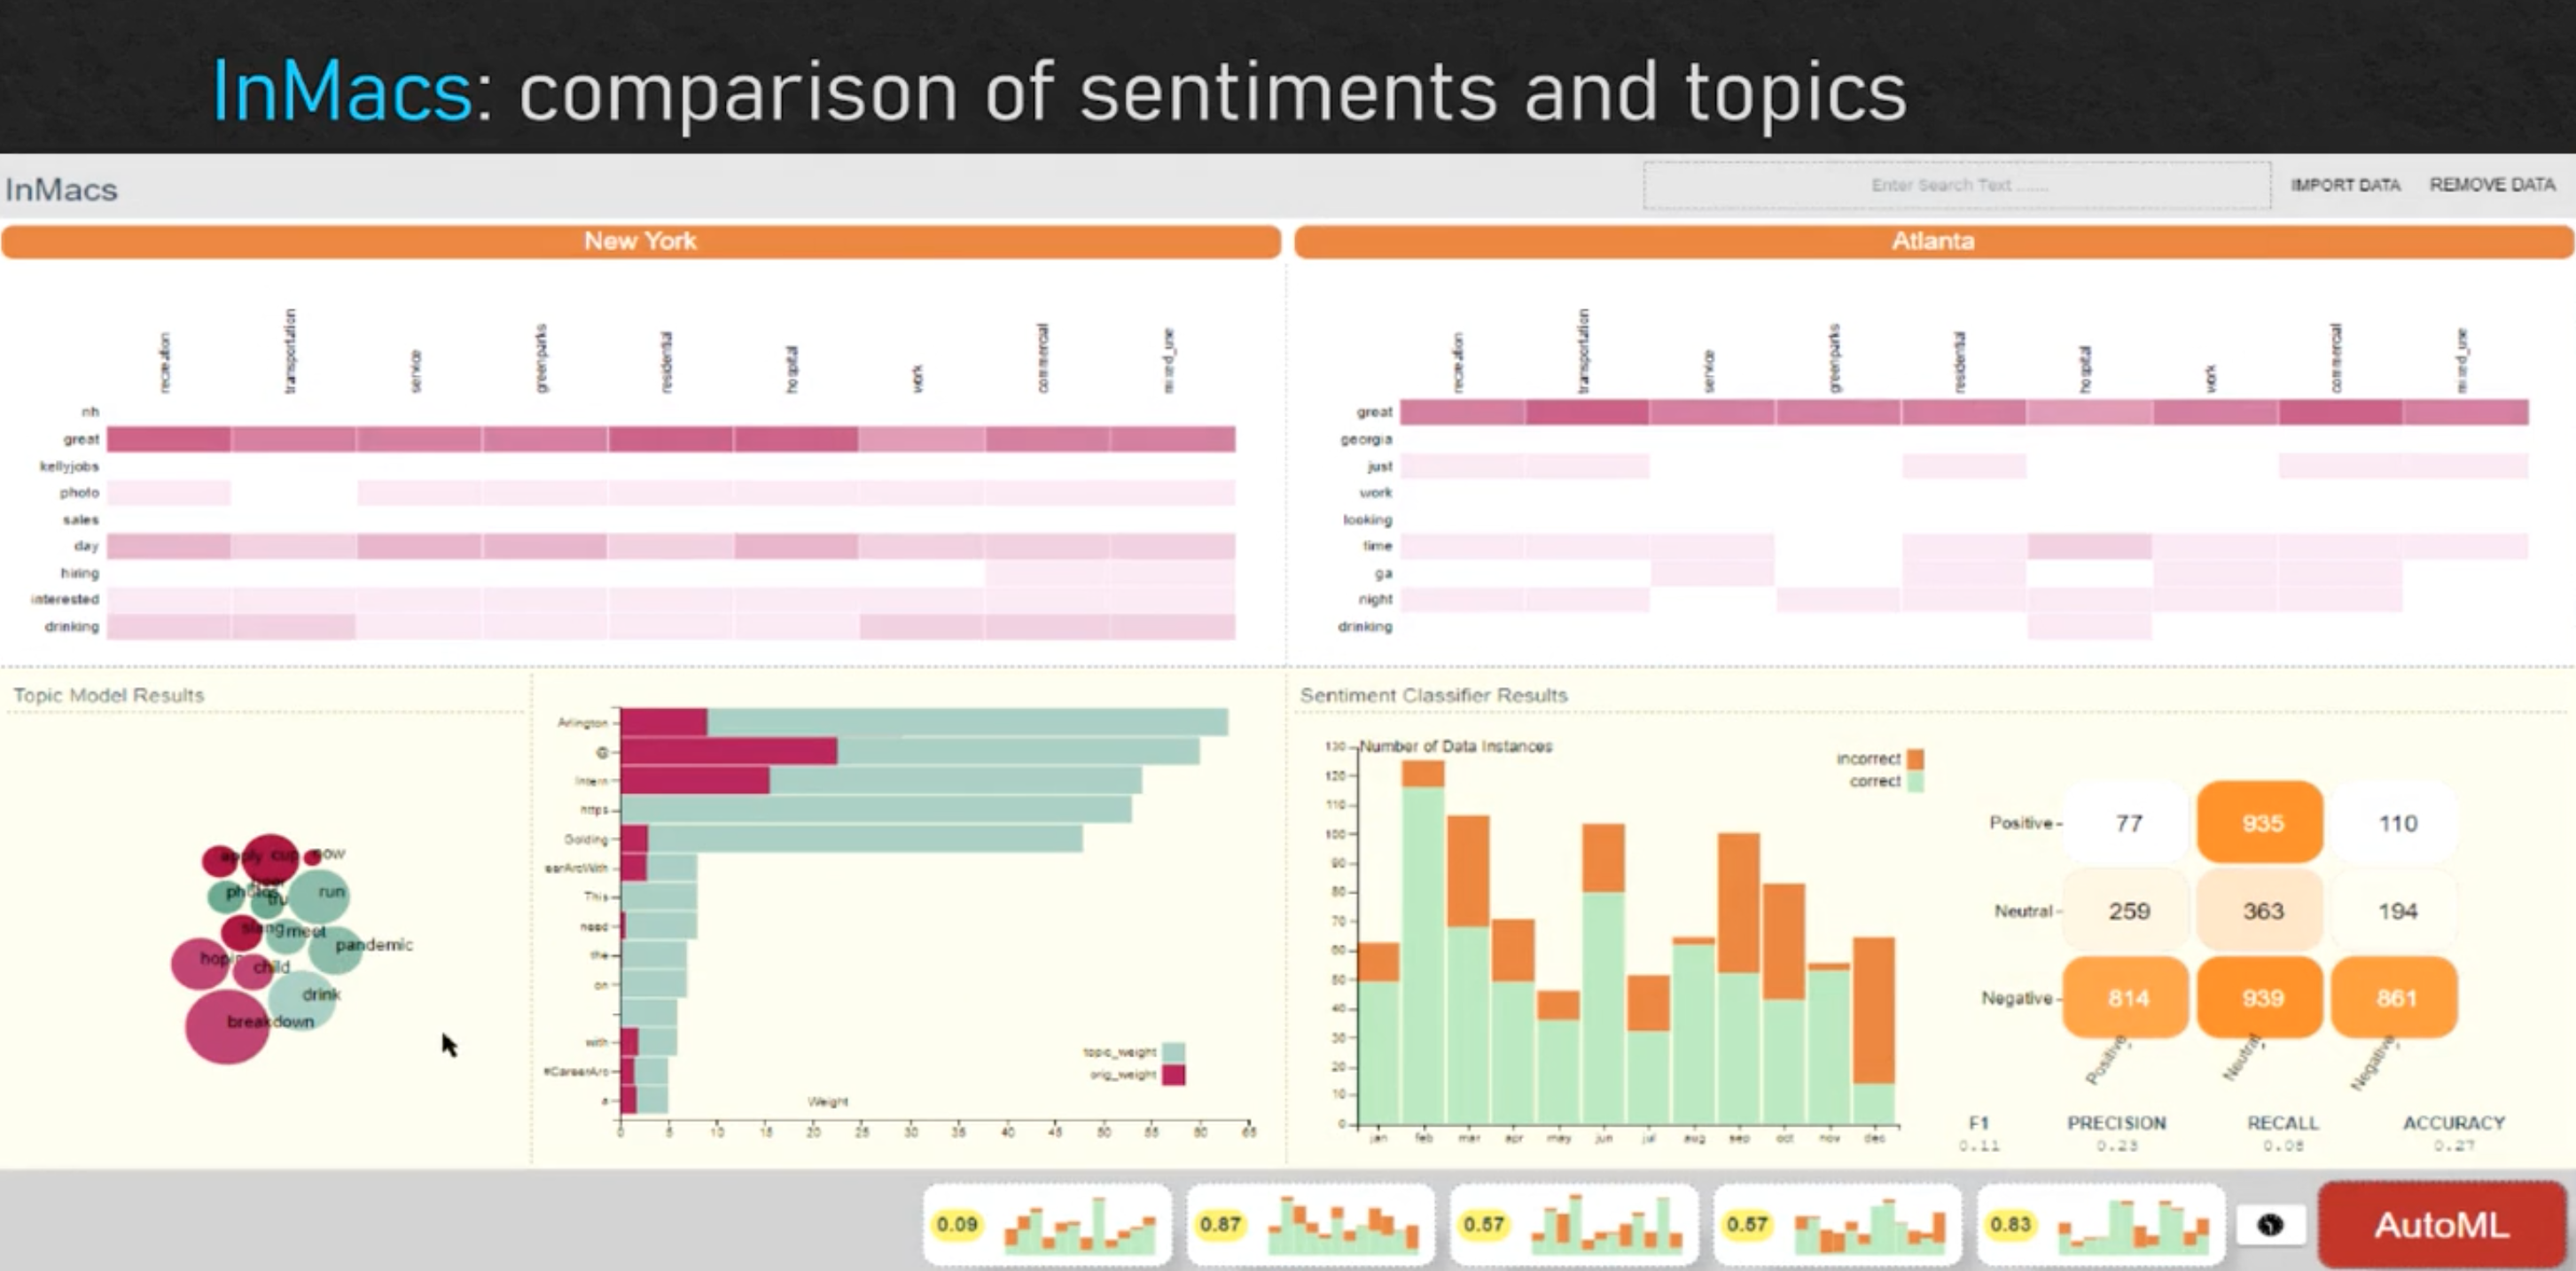 InMacs: comparison of sentiments and topics
InMacs
Enter Search Text .......
IMPORT DATA
REMOVE DATA
New York
Atlanta
recreation
transportation
service
greenparks
residential
hospital
work
commercial
mixed_use
nh
great
kellyjobs
photo
sales
day
hiring
interested
drinking
recreation
transportation
service
greenparks
residential
hospital
work
commercial
mixed_use
great
georgia
just
work
looking
time
ga
night
drinking
Topic Model Results
apply
cup
now
photos
run
slang
meet
pandemic
child
drink
breakdown
Arlington
@
Intern
https
Golding
This
need
the
on
with
#CareerArc
a
topic_weight
orig_weight
Weight
0 5 10 15 20 25 30 35 40 45 50 55 60 65
Sentiment Classifier Results
Number of Data Instances
incorrect
correct
130
120
110
100
90
80
70
60
50
40
30
20
10
0
jan feb mar apr may jun jul aug sep oct nov dec
Positive 77 935 110
Neutral 259 363 194
Negative 814 939 861
Positive
Neutral
Negative
F1 PRECISION RECALL ACCURACY
0.11 0.23 0.08 0.27
0.09
0.87
0.57
0.57
0.83
AutoML